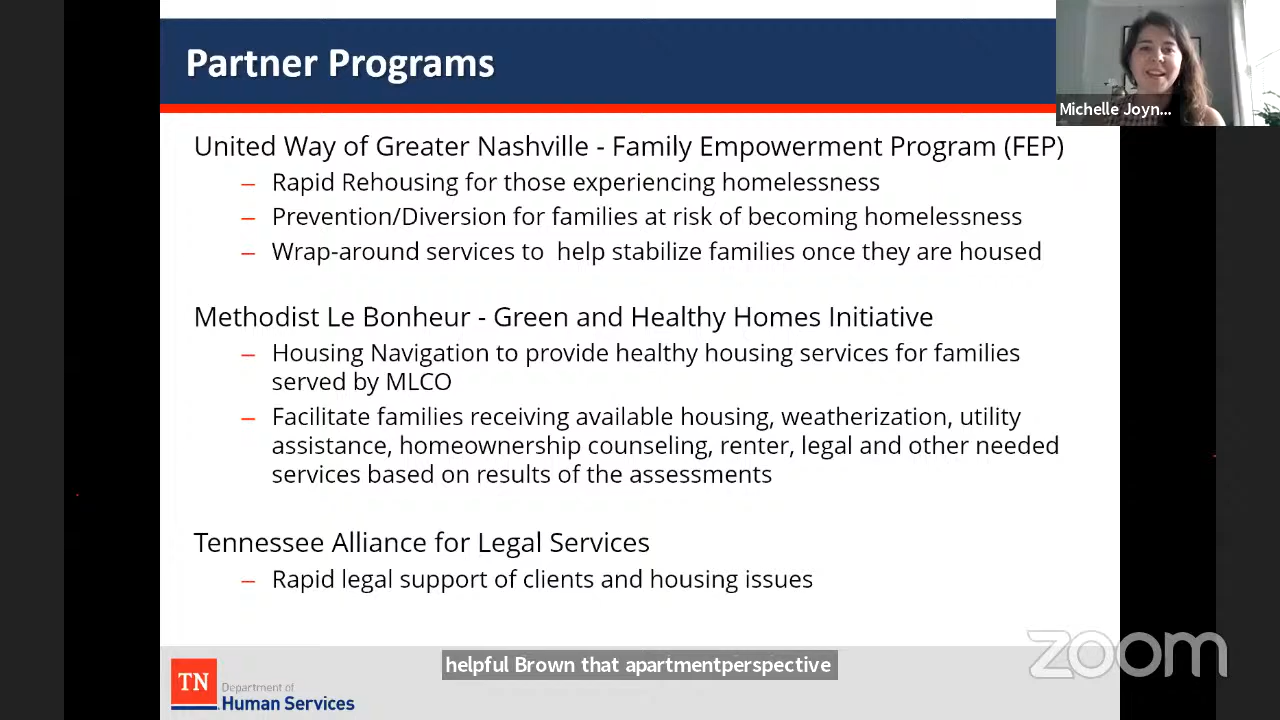 Partner Programs
Michelle Joyn...
United Way of Greater Nashville - Family Empowerment Program (FEP)
– Rapid Rehousing for those experiencing homelessness
– Prevention/Diversion for families at risk of becoming homelessness
– Wrap-around services to  help stabilize families once they are housed
Methodist Le Bonheur - Green and Healthy Homes Initiative
– Housing Navigation to provide healthy housing services for families
served by MLCO
– Facilitate families receiving available housing, weatherization, utility
assistance, homeownership counseling, renter, legal and other needed
services based on results of the assessments
Tennessee Alliance for Legal Services
– Rapid legal support of clients and housing issues
zoom
helpful Brown that apartmentperspective
TN
Department of
Human Services